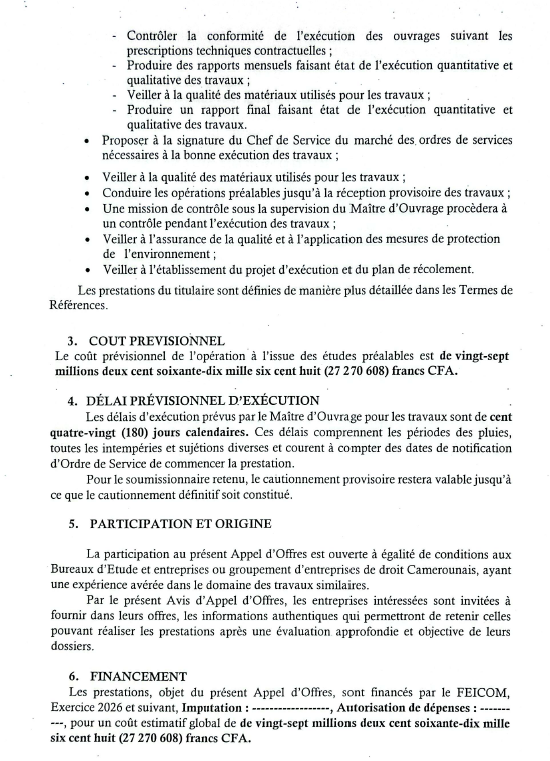 - Contrôler la conformité de l'exécution des ouvrages suivant les
prescriptions techniques contractuelles ;
- Produire des rapports mensuels faisant état de l'exécution quantitative et
qualitative des travaux ;
- Veiller à la qualité des matériaux utilisés pour les travaux ;
- Produire un rapport final faisant état de l'exécution quantitative et
qualitative des travaux.
• Proposer à la signature du Chef de Service du marché des ordres de services
nécessaires à la bonne exécution des travaux ;
• Veiller à la qualité des matériaux utilisés pour les travaux ;
• Conduire les opérations préalables jusqu'à la réception provisoire des travaux ;
• Une mission de contrôle sous la supervision du Maître d'Ouvrage procèdera à
un contrôle pendant l'exécution des travaux ;
• Veiller à l'assurance de la qualité et à l'application des mesures de protection
de l'environnement ;
• Veiller à l'établissement du projet d'exécution et du plan de récolement.
Les prestations du titulaire sont définies de manière plus détaillée dans les Termes de
Références.
3. COUT PREVISIONNEL
Le coût prévisionnel de l'opération à l'issue des études préalables est de vingt-sept
millions deux cent soixante-dix mille six cent huit (27 270 608) francs CFA.
4. DÉLAI PRÉVISIONNEL D'EXÉCUTION
Les délais d'exécution prévus par le Maître d'Ouvrage pour les travaux sont de cent
quatre-vingt (180) jours calendaires. Ces délais comprennent les périodes des pluies,
toutes les intempéries et sujétions diverses et courent à compter des dates de notification
d'Ordre de Service de commencer la prestation.
Pour le soumissionnaire retenu, le cautionnement provisoire restera valable jusqu'à
ce que le cautionnement définitif soit constitué.
5. PARTICIPATION ET ORIGINE
La participation au présent Appel d'Offres est ouverte à égalité de conditions aux
Bureaux d'Etude et entreprises ou groupement d'entreprises de droit Camerounais, ayant
une expérience avérée dans le domaine des travaux similaires.
Par le présent Avis d'Appel d'Offres, les entreprises intéressées sont invitées à
fournir dans leurs offres, les informations authentiques qui permettront de retenir celles
pouvant réaliser les prestations après une évaluation approfondie et objective de leurs
dossiers.
6. FINANCEMENT
Les prestations, objet du présent Appel d'Offres, sont financés par le FEICOM,
Exercice 2026 et suivant, Imputation : ------------------, Autorisation de dépenses : -------
---, pour un coût estimatif global de de vingt-sept millions deux cent soixante-dix mille
six cent huit (27 270 608) francs CFA.